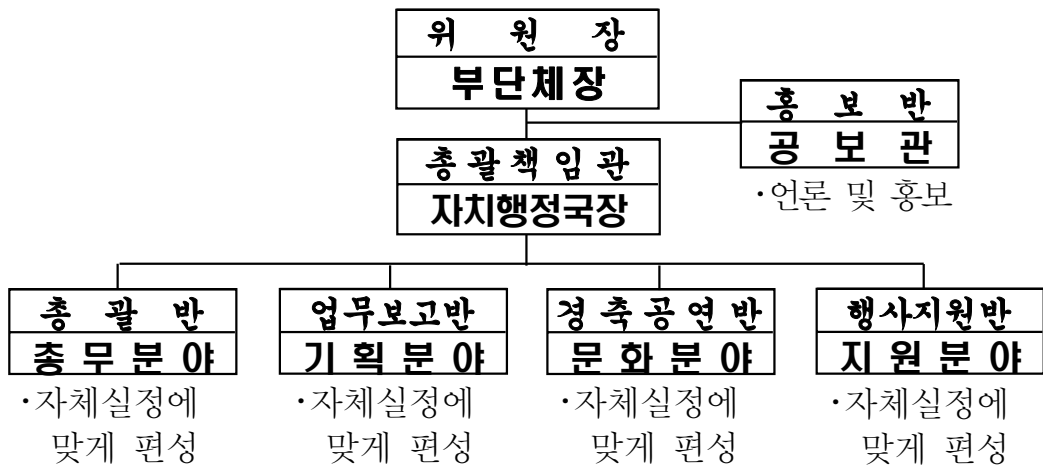 위 원 장
부단체장
홍 보 반
공 보 관
·언론 및 홍보
총괄책임관
자치행정국장
총 괄 반
총무분야
·자체실정에
맞게 편성
업무보고반
기획분야
·자체실정에
맞게 편성
경축공연반
문화분야
·자체실정에
맞게 편성
행사지원반
지원분야
·자체실정에
맞게 편성